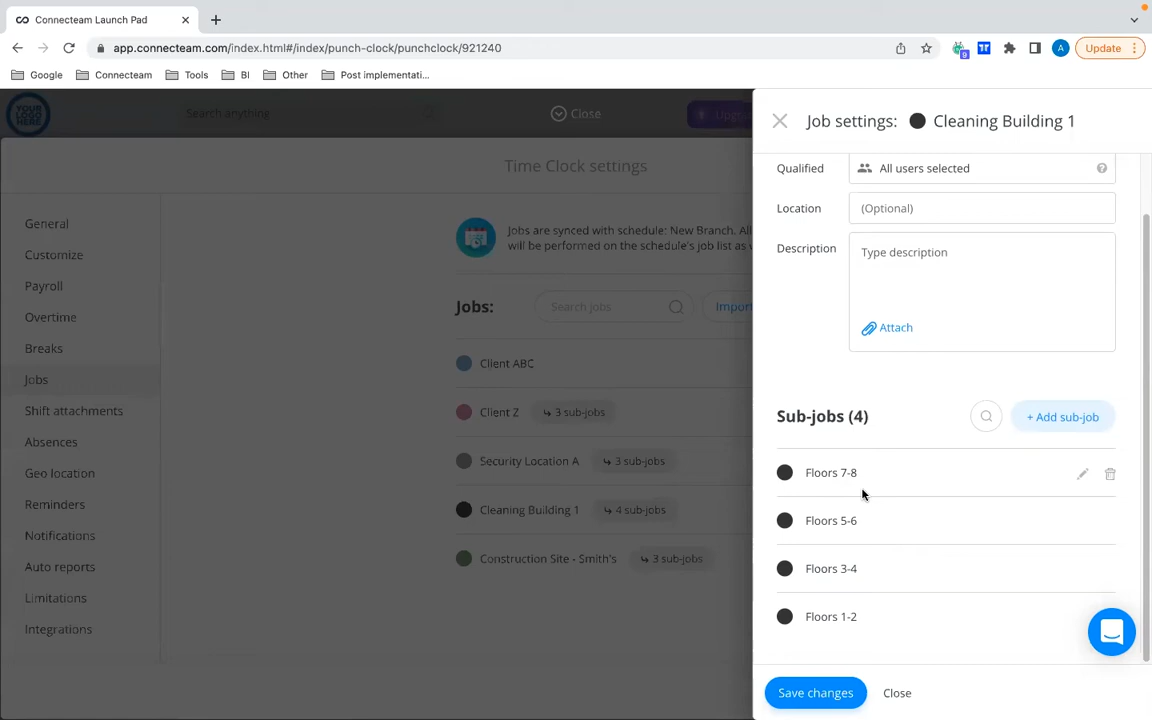 Connecteam Launch Pad
app.connecteam.com/index.html#/index/punch-clock/punchclock/921240
9
A
Update
Google
Connecteam
Tools
BI
Other
Post implementati...
YOUR
LOGO
HERE
Search anything
Close
Upg
Time Clock settings
General
Customize
Payroll
Overtime
Breaks
Jobs
Shift attachments
Absences
Geo location
Reminders
Notifications
Auto reports
Limitations
Integrations
Jobs are synced with schedule: New Branch. All
will be performed on the schedule's job list as
Jobs:
Search jobs
Impor
Client ABC
Client Z
3 sub-jobs
Security Location A
3 sub-jobs
Cleaning Building 1
4 sub-jobs
Construction Site - Smith's
3 sub-jobs
Job settings: Cleaning Building 1
Qualified
All users selected
?
Location
(Optional)
Description
Type description
Attach
Sub-jobs (4)
+ Add sub-job
Floors 7-8
Floors 5-6
Floors 3-4
Floors 1-2
Save changes
Close